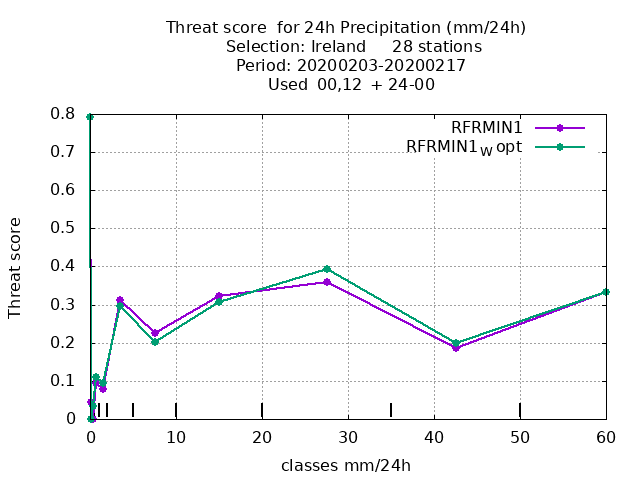 Threat score  for 24h Precipitation (mm/24h)
Selection: Ireland     28 stations
Period: 20200203-20200217
Used  00,12  + 24-00
RFRMIN1
RFRMIN1W opt
0.8
0.7
0.6
0.5
0.4
0.3
0.2
0.1
0
Threat score
0 10 20 30 40 50 60
classes mm/24h